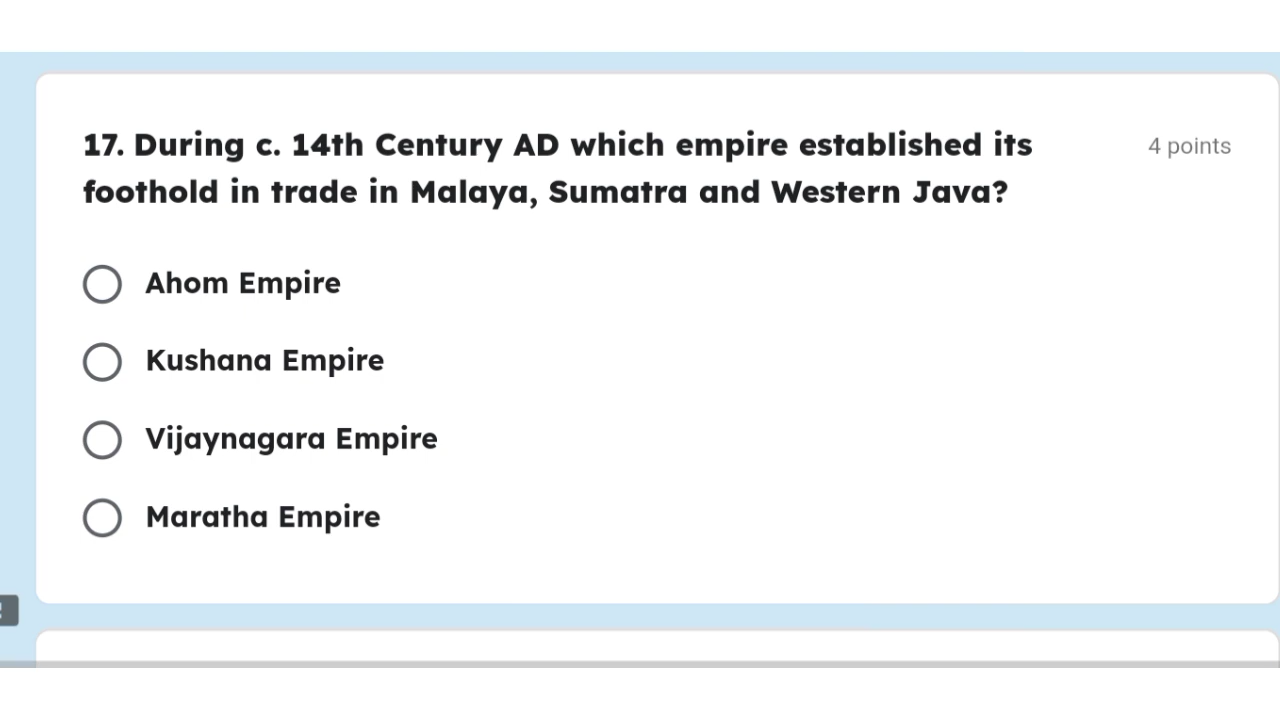 17. During c. 14th Century AD which empire established its
4 points
foothold in trade in Malaya, Sumatra and Western Java?
Ahom Empire
Kushana Empire
Vijaynagara Empire
Maratha Empire